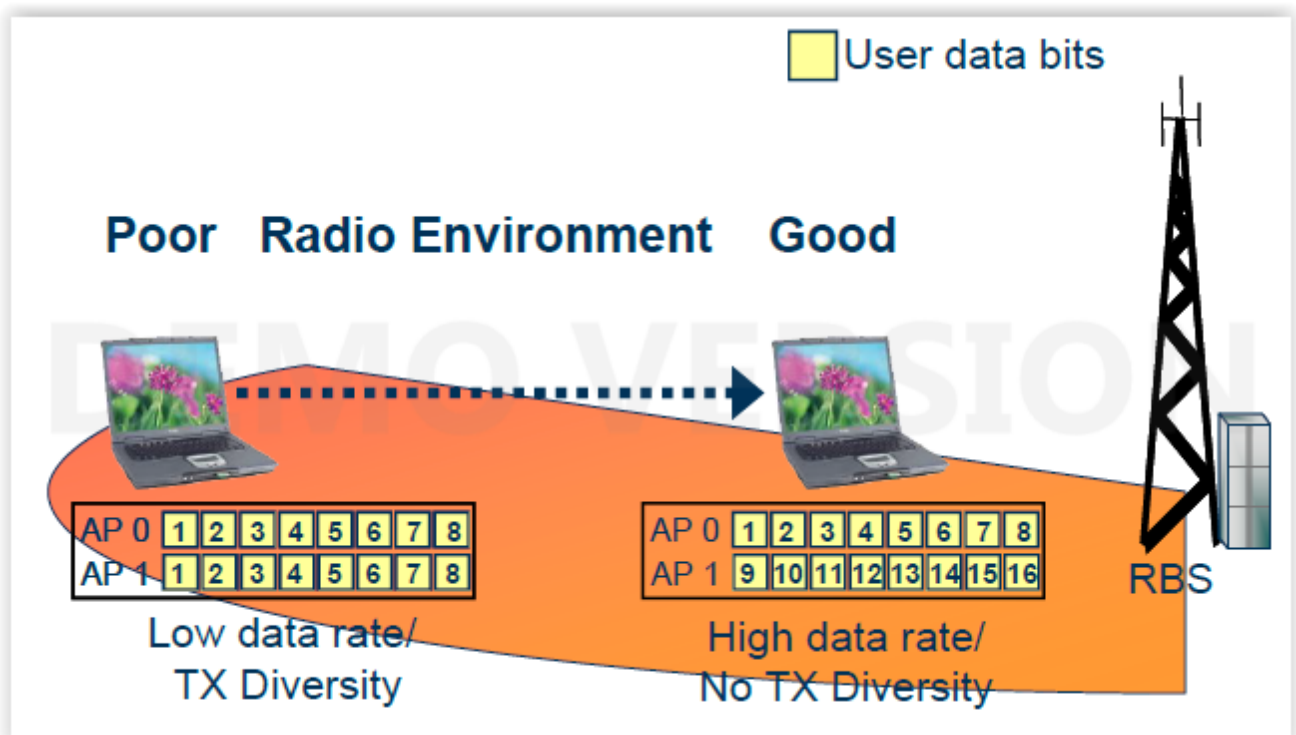 User data bits
Poor Radio Environment Good
DEMO VERSION
AP 0 1 2 3 4 5 6 7 8
AP 1 1 2 3 4 5 6 7 8
Low data rate/
TX Diversity
AP 0 1 2 3 4 5 6 7 8
AP 1 9 10 11 12 13 14 15 16
High data rate/
No TX Diversity
RBS